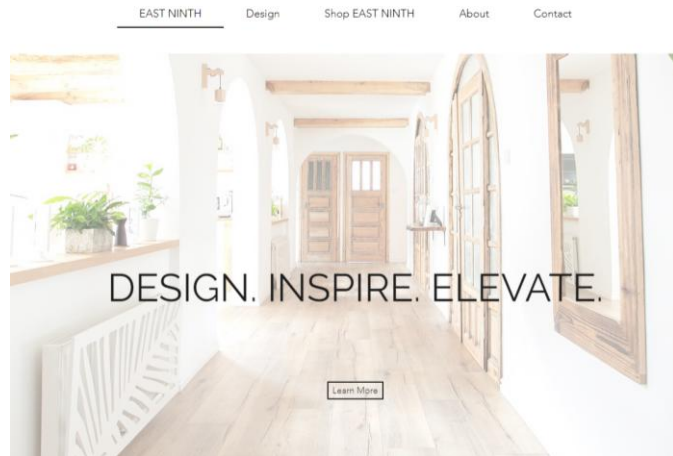 EAST NINTH Design Shop EAST NINTH About Contact
DESIGN. INSPIRE. ELEVATE.
Learn More